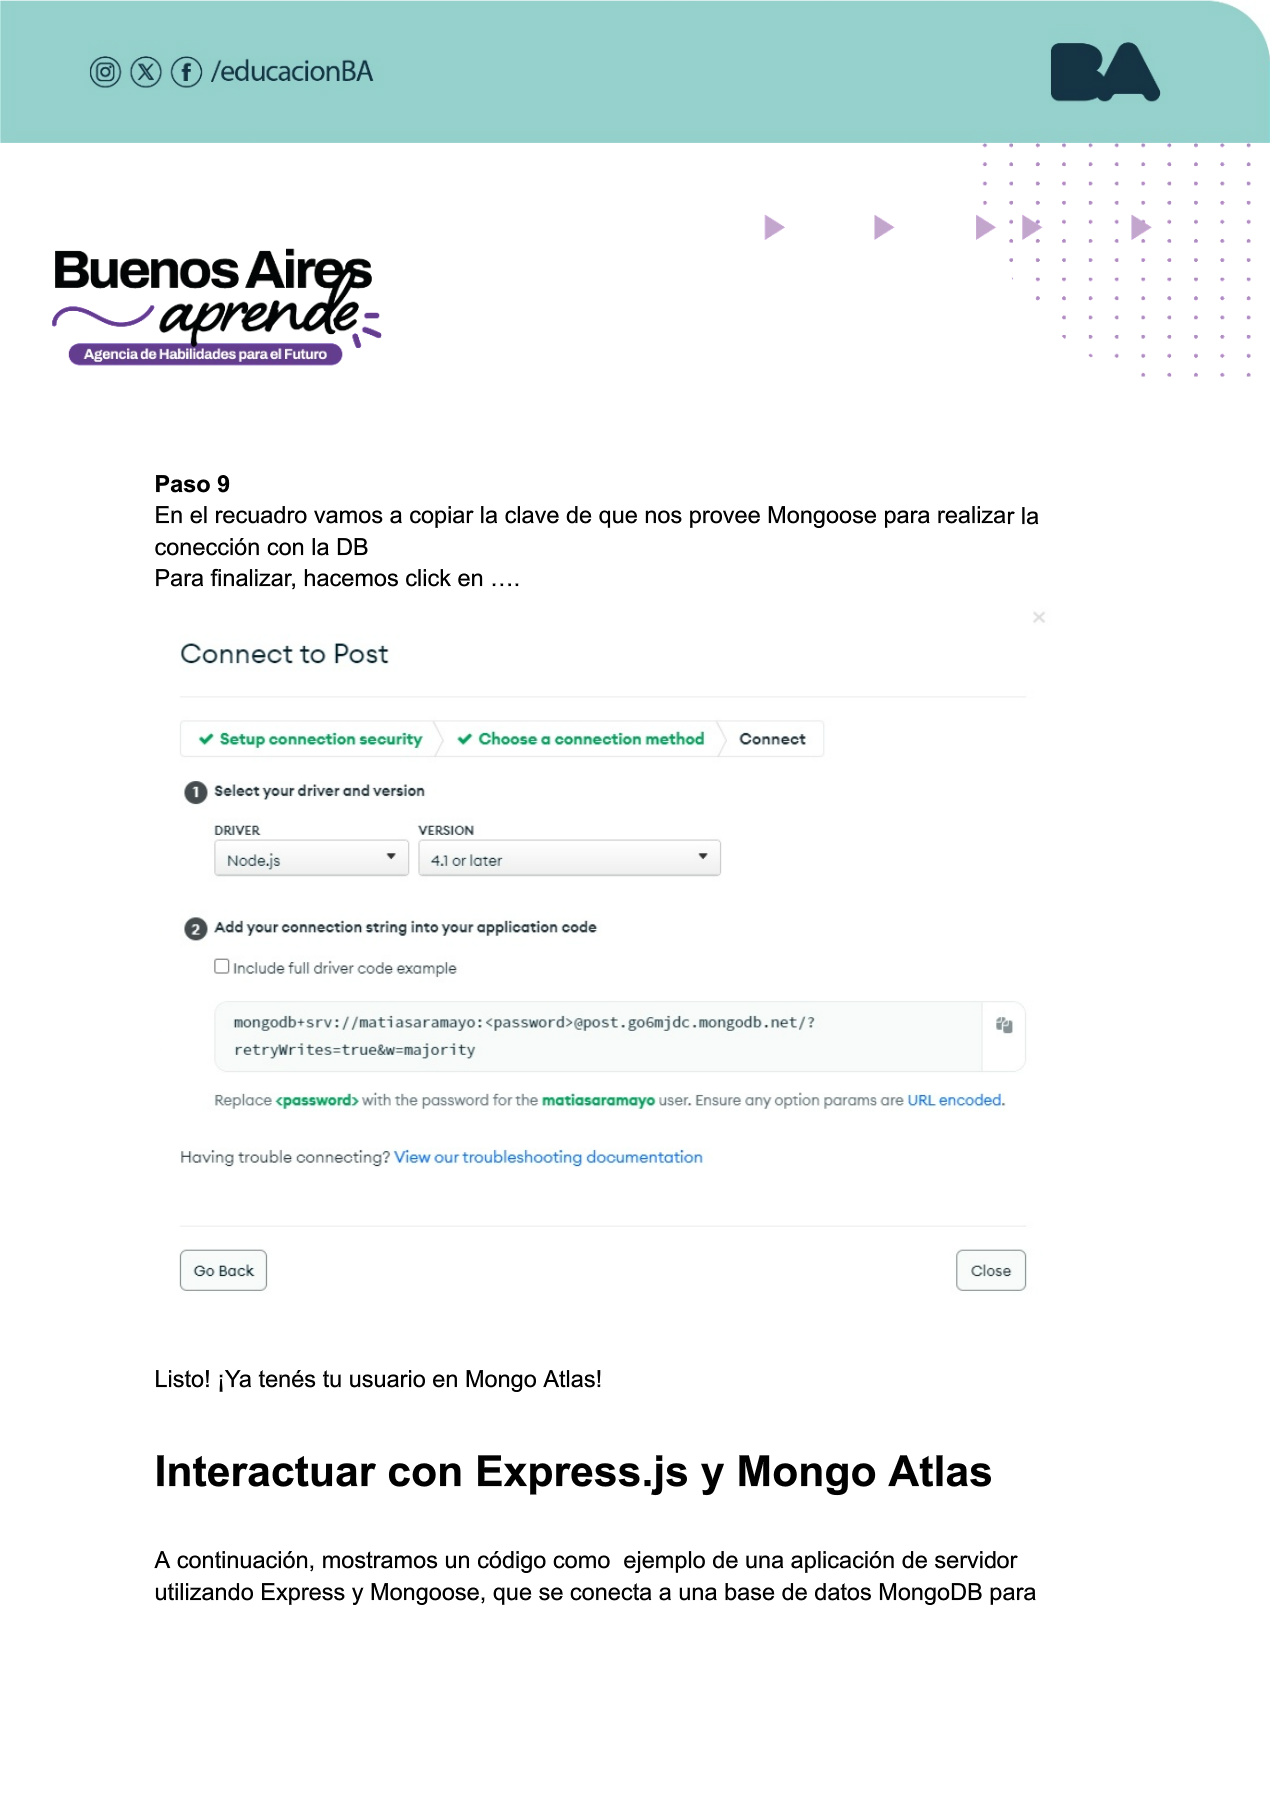 /educacionBA
BA
Buenos Aires
aprende
Agencia de Habilidades para el Futuro
Paso 9
En el recuadro vamos a copiar la clave de que nos provee Mongoose para realizar la
conección con la DB
Para finalizar, hacemos click en ….
Connect to Post
Setup connection security
Choose a connection method
Connect
1 Select your driver and version
DRIVER VERSION
Node.js 4.1 or later
2 Add your connection string into your application code
Include full driver code example
mongodb+srv://matiasaramayo:<password>@post.go6mjdc.mongodb.net/?
retryWrites=true&w=majority
Replace <password> with the password for the matiasaramayo user. Ensure any option params are URL encoded.
Having trouble connecting? View our troubleshooting documentation
Go Back Close
Listo! ¡Ya tenés tu usuario en Mongo Atlas!
Interactuar con Express.js y Mongo Atlas
A continuación, mostramos un código como  ejemplo de una aplicación de servidor
utilizando Express y Mongoose, que se conecta a una base de datos MongoDB para